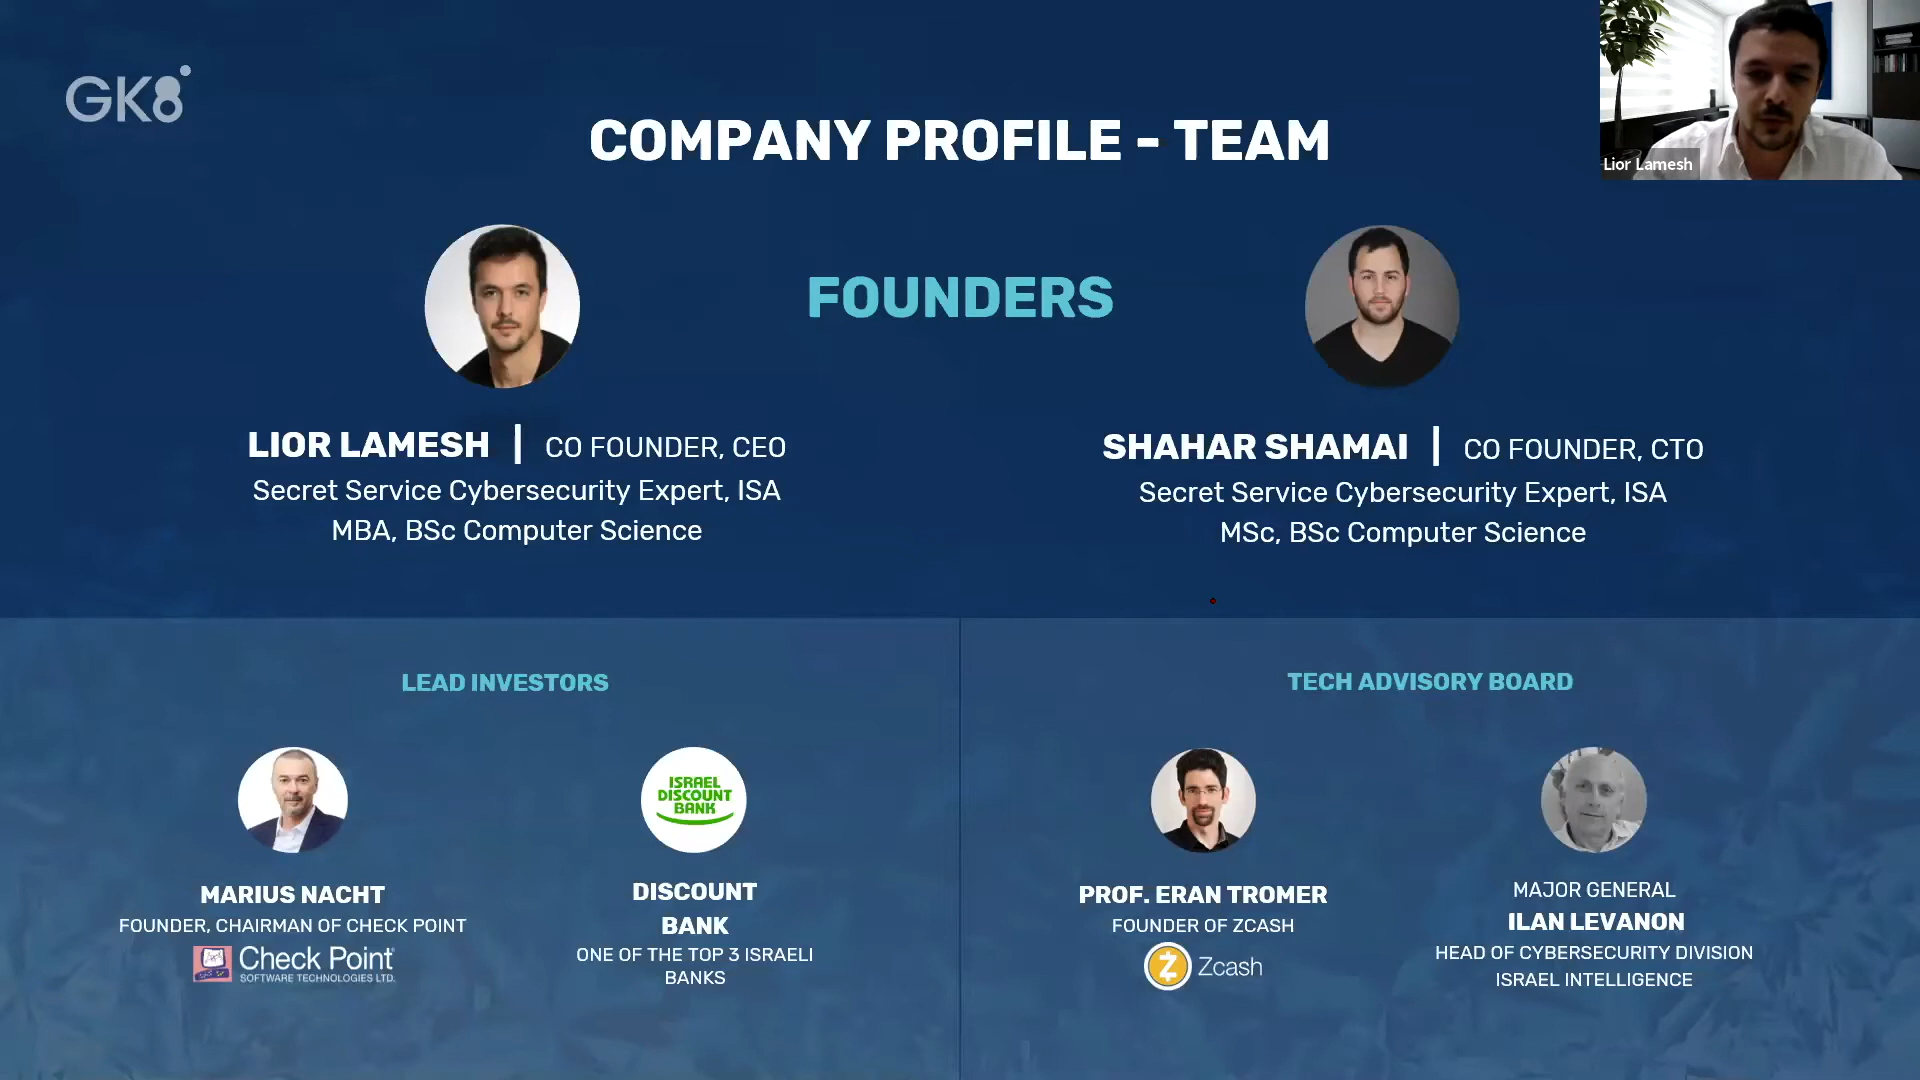 GK8
COMPANY PROFILE - TEAM
Lior Lamesh
FOUNDERS
LIOR LAMESH | CO FOUNDER, CEO
Secret Service Cybersecurity Expert, ISA
MBA, BSc Computer Science
SHAHAR SHAMAI | CO FOUNDER, CTO
Secret Service Cybersecurity Expert, ISA
MSc, BSc Computer Science
LEAD INVESTORS
MARIUS NACHT
FOUNDER, CHAIRMAN OF CHECK POINT
Check Point
SOFTWARE TECHNOLOGIES LTD.
ISRAEL
DISCOUNT
BANK
DISCOUNT
BANK
ONE OF THE TOP 3 ISRAELI
BANKS
TECH ADVISORY BOARD
PROF. ERAN TROMER
FOUNDER OF ZCASH
Zcash
MAJOR GENERAL
ILAN LEVANON
HEAD OF CYBERSECURITY DIVISION
ISRAEL INTELLIGENCE